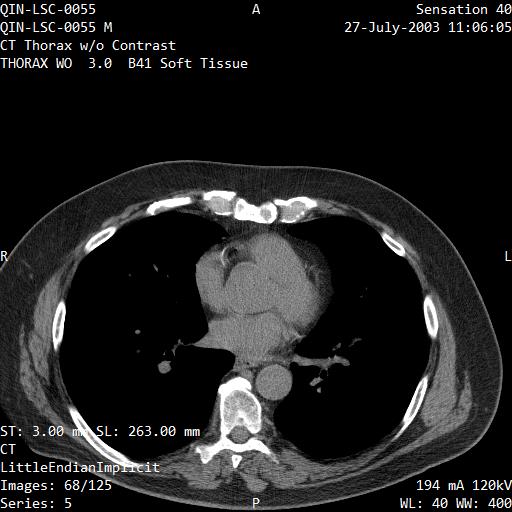 QIN-LSC-0055 A Sensation 40
QIN-LSC-0055 M 27-July-2003 11:06:05
CT Thorax w/o Contrast
THORAX WO 3.0 B41 Soft Tissue
R L
ST: 3.00 mm SL: 263.00 mm
CT
LittleEndianImplicit
Images: 68/125 194 mA 120kV
Series: 5 P WL: 40 WW: 400